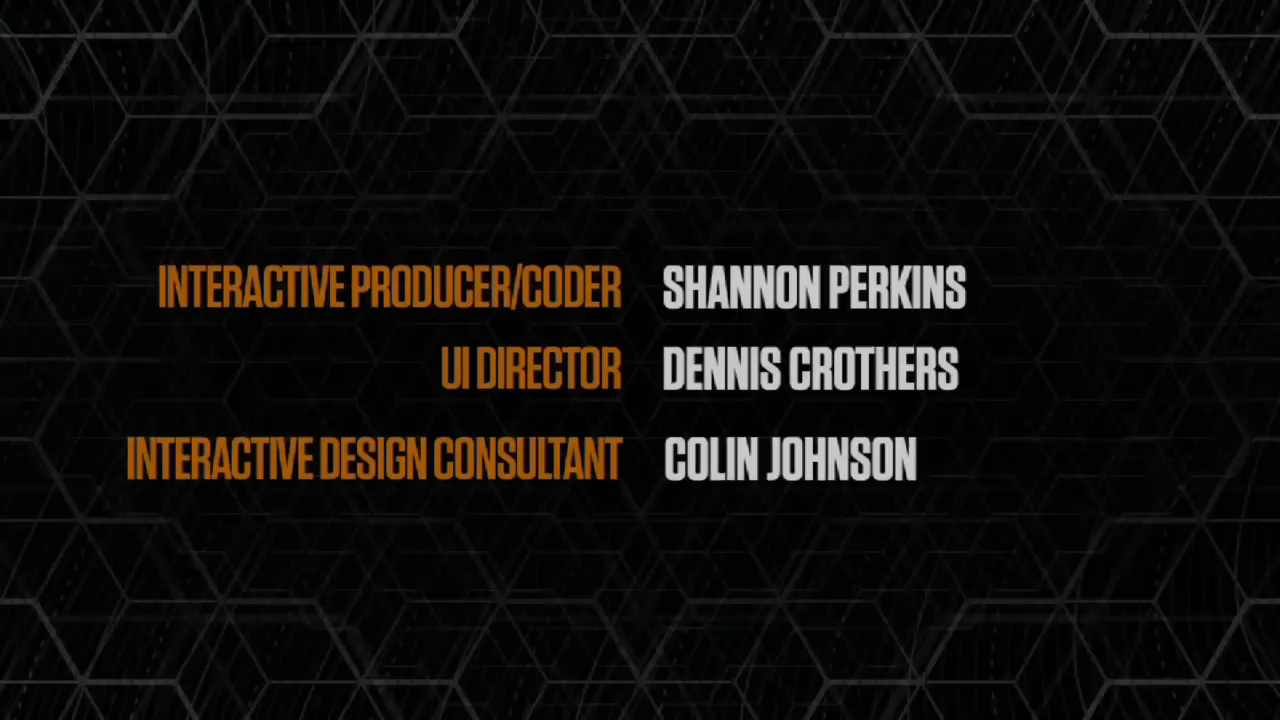 INTERACTIVE PRODUCER/CODER SHANNON PERKINS
UI DIRECTOR DENNIS CROTHERS
INTERACTIVE DESIGN CONSULTANT COLIN JOHNSON